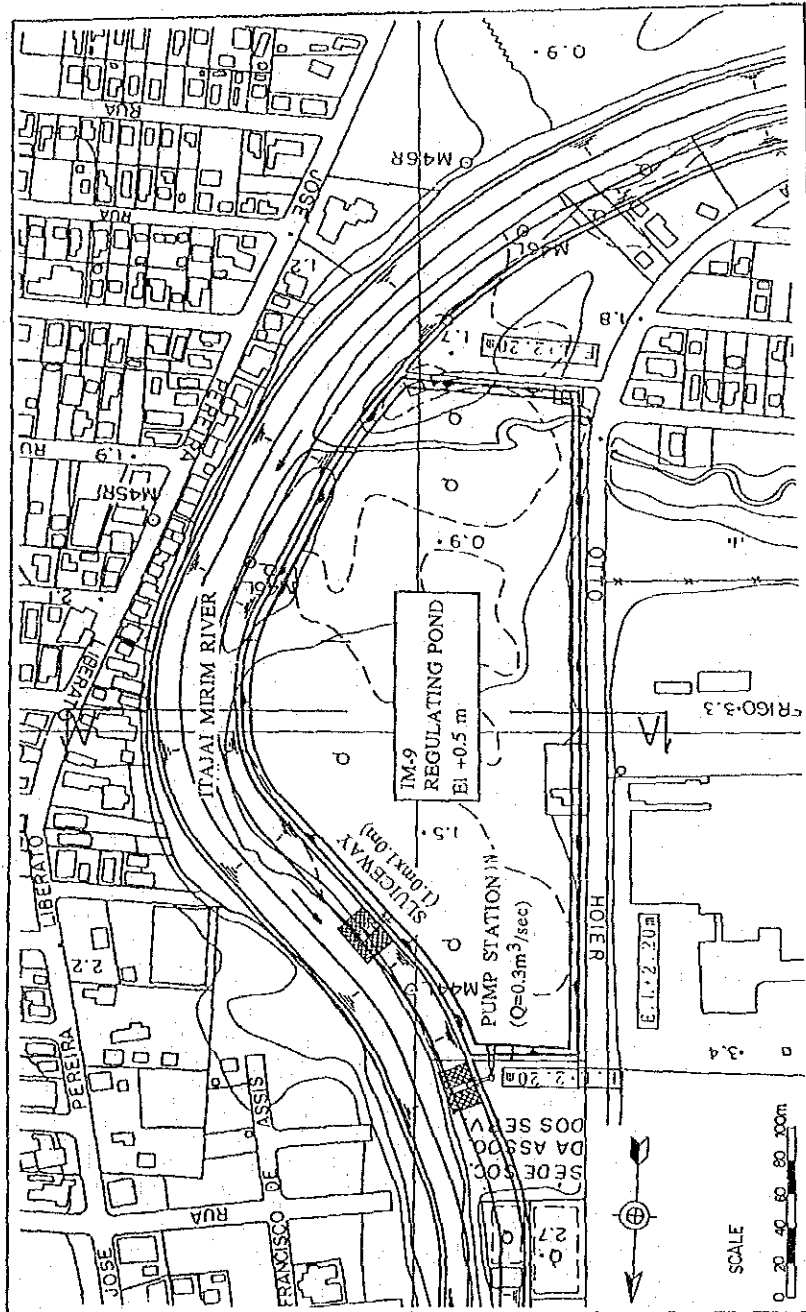 RUA
JOSE
RUA
1.2
PEREIRA
RU
1.9
M45R
2.1
LIBERATO
LIBERATO
2.2
PEREIRA
ASSIS
DE
RUA
FRANCISCO
JOSE
0.9
M46R
M46L
1.7
1.8
E.L.+2.20m
ITAJAI MIRIM RIVER
M46L
0.9
OTTO
IM-9
REGULATING POND
El +0.5 m
FRIGO 3.3
A
A
1.5
SLUICEWAY
(1.0mx1.0m)
PUMP STATION
(Q=0.3m³/sec)
M44L
HOIER
E.L.+2.20m
3.4
2.20m
SEDE SOC.
DA ASSOC.
DOS SERV
2.7
SCALE
0 20 40 60 80 100m